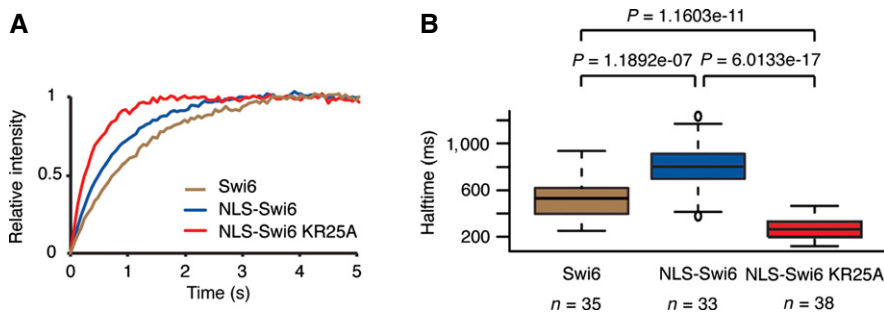 A
Relative intensity
1
0.5
0
0 1 2 3 4 5
Time (s)
Swi6
NLS-Swi6
NLS-Swi6 KR25A
B
P = 1.1603e-11
P = 1.1892e-07 P = 6.0133e-17
Halftime (ms)
1,000
600
200
Swi6 NLS-Swi6 NLS-Swi6 KR25A
n = 35 n = 33 n = 38